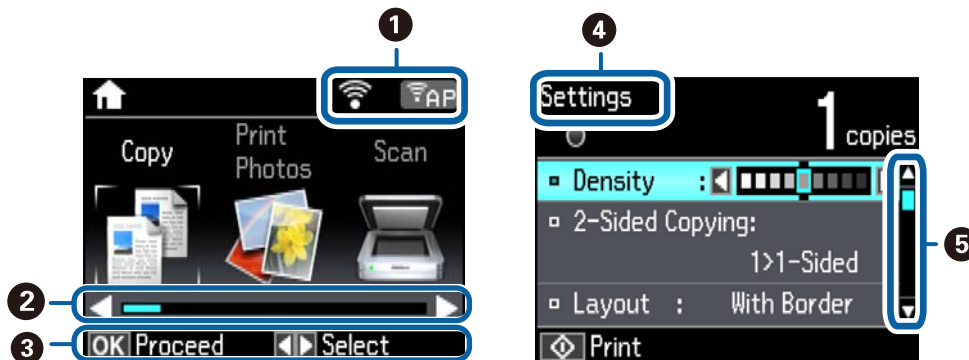 1
4
AP
Settings
1 copies
Copy
Print
Photos
Scan
Density :
2-Sided Copying:
1>1-Sided
Layout : With Border
2
5
3
OK Proceed
Select
Print